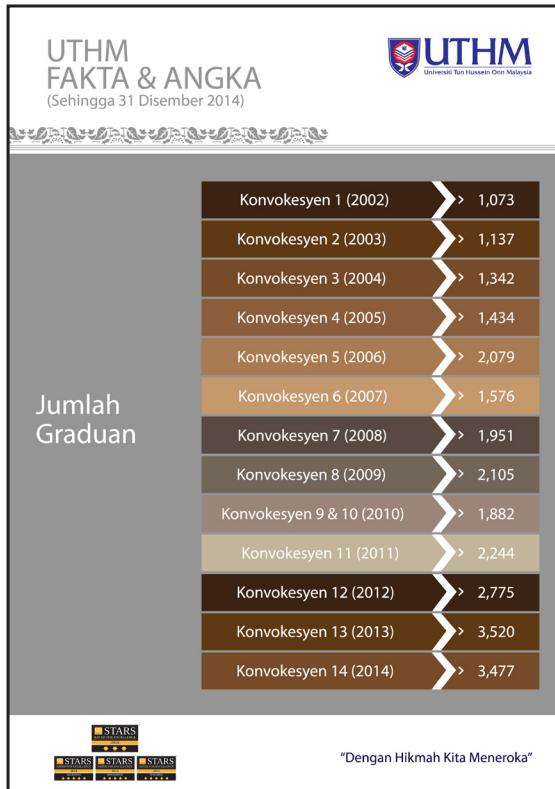 UTHM
FAKTA & ANGKA
(Sehingga 31 Disember 2014)
UTHM
Universiti Tun Hussein Onn Malaysia
Jumlah
Graduan
Konvokesyen 1 (2002) > 1,073
Konvokesyen 2 (2003) > 1,137
Konvokesyen 3 (2004) > 1,342
Konvokesyen 4 (2005) > 1,434
Konvokesyen 5 (2006) > 2,079
Konvokesyen 6 (2007) > 1,576
Konvokesyen 7 (2008) > 1,951
Konvokesyen 8 (2009) > 2,105
Konvokesyen 9 & 10 (2010) > 1,882
Konvokesyen 11 (2011) > 2,244
Konvokesyen 12 (2012) > 2,775
Konvokesyen 13 (2013) > 3,520
Konvokesyen 14 (2014) > 3,477
STARS
STARS
STARS
STARS
"Dengan Hikmah Kita Meneroka"